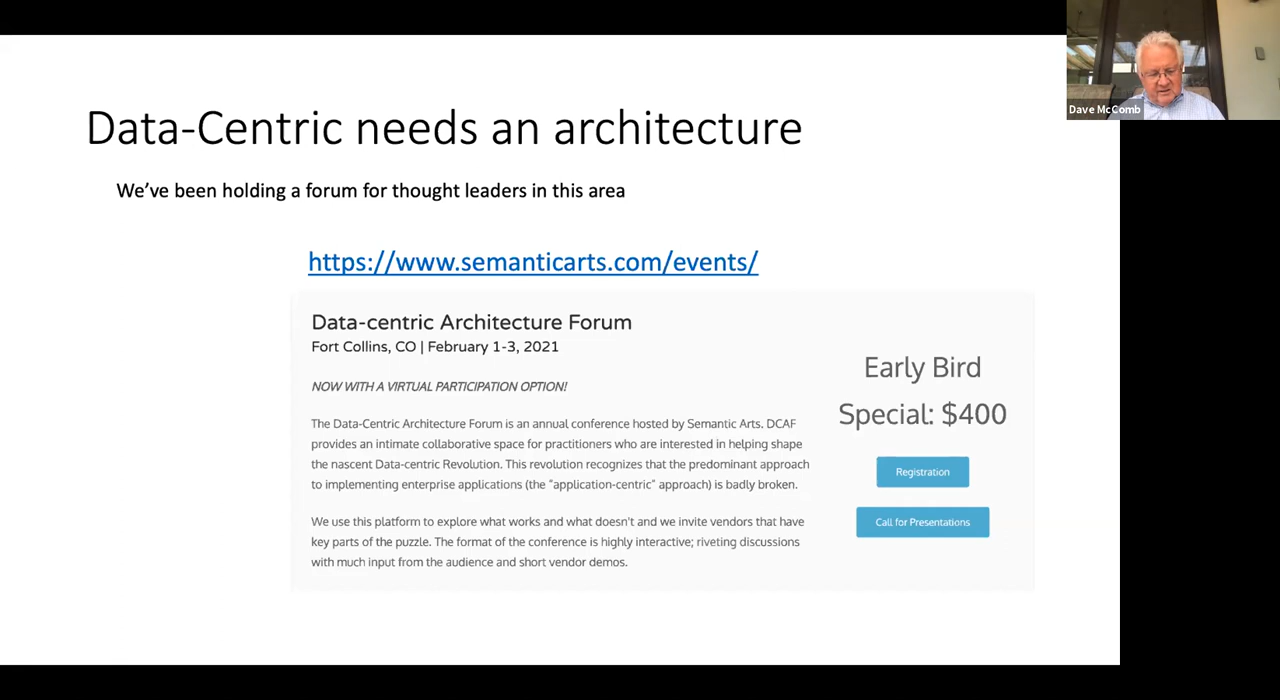 Dave McComb
Data-Centric needs an architecture
We've been holding a forum for thought leaders in this area
https://www.semanticarts.com/events/
Data-centric Architecture Forum
Fort Collins, CO | February 1-3, 2021
NOW WITH A VIRTUAL PARTICIPATION OPTION!
The Data-Centric Architecture Forum is an annual conference hosted by Semantic Arts. DCAF
provides an intimate collaborative space for practitioners who are interested in helping shape
the nascent Data-centric Revolution. This revolution recognizes that the predominant approach
to implementing enterprise applications (the "application-centric" approach) is badly broken.
We use this platform to explore what works and what doesn't and we invite vendors that have
key parts of the puzzle. The format of the conference is highly interactive; riveting discussions
with much input from the audience and short vendor demos.
Early Bird
Special: $400
Registration
Call for Presentations